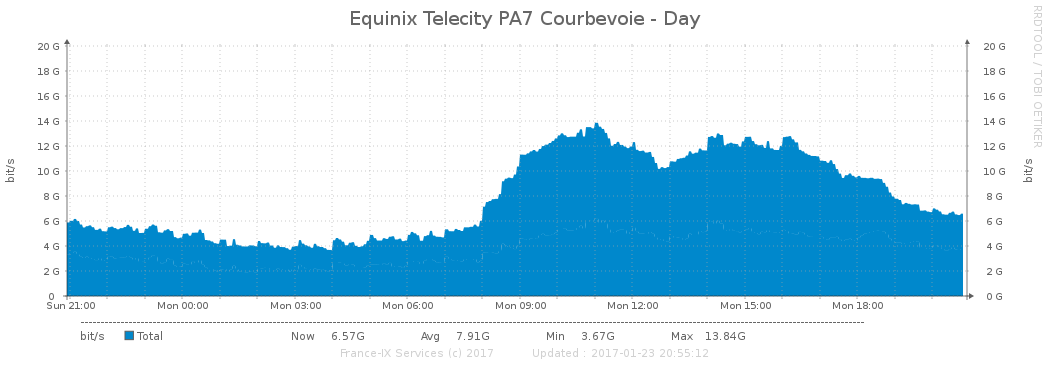 Equinix Telecity PA7 Courbevoie - Day
RRDTOOL / TOBI OETIKER
bit/s
20 G
18 G
16 G
14 G
12 G
10 G
8 G
6 G
4 G
2 G
0
20 G
18 G
16 G
14 G
12 G
10 G
8 G
6 G
4 G
2 G
0 G
bit/s
Sun 21:00 Mon 00:00 Mon 03:00 Mon 06:00 Mon 09:00 Mon 12:00 Mon 15:00 Mon 18:00
bit/s Total Now 6.57G Avg 7.91G Min 3.67G Max 13.84G
France-IX Services (c) 2017 Updated : 2017-01-23 20:55:12